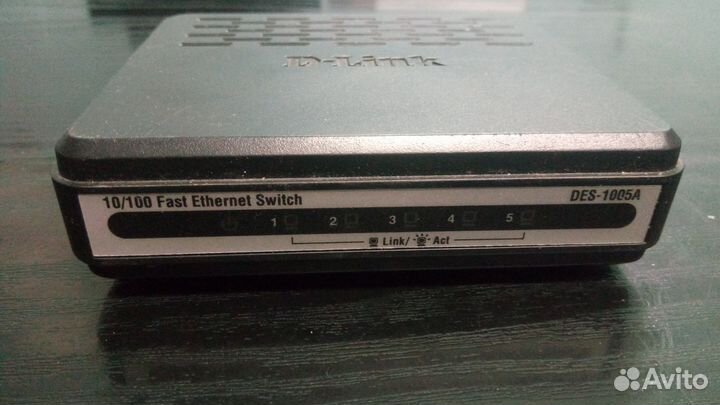 D-Link
10/100 Fast Ethernet Switch
DES-1005A
1 2 3 4 5
Link/ Act
Avito